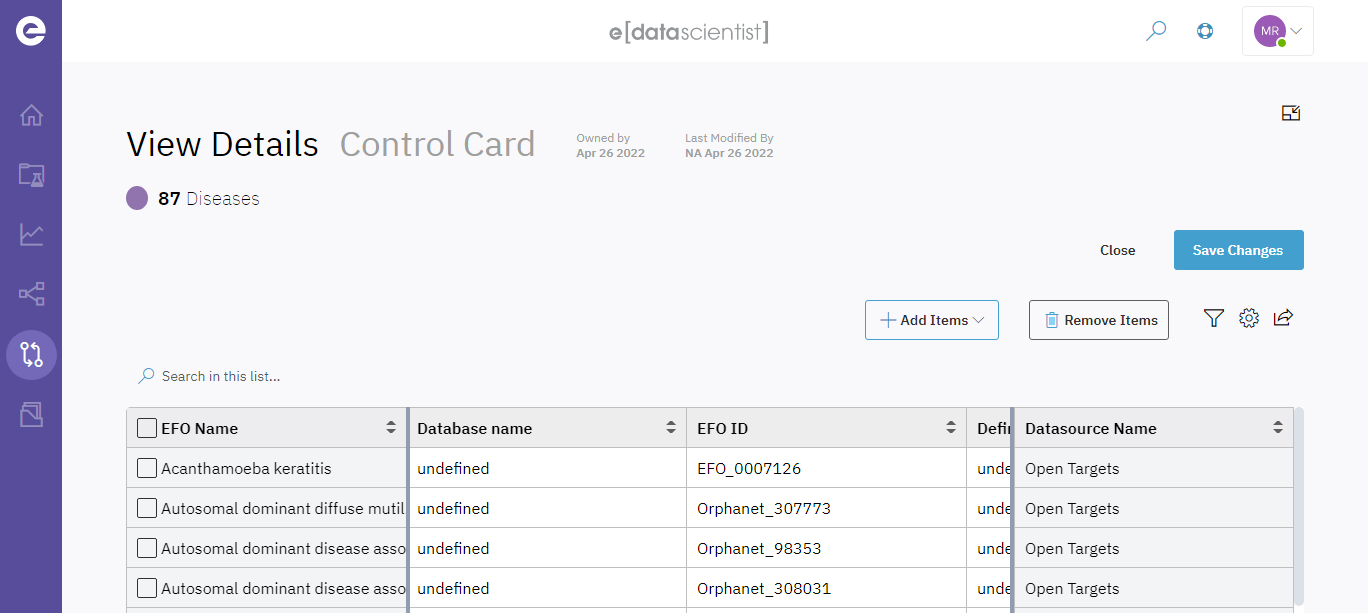 e[datascientist]
MR
View Details Control Card
Owned by
Apr 26 2022
Last Modified By
NA Apr 26 2022
87 Diseases
Close
Save Changes
Add Items
Remove Items
Search in this list...
EFO Name Database name EFO ID Defi Datasource Name
Acanthamoeba keratitis undefined EFO_0007126 unde Open Targets
Autosomal dominant diffuse mutil undefined Orphanet_307773 unde Open Targets
Autosomal dominant disease asso undefined Orphanet_98353 unde Open Targets
Autosomal dominant disease asso undefined Orphanet_308031 unde Open Targets